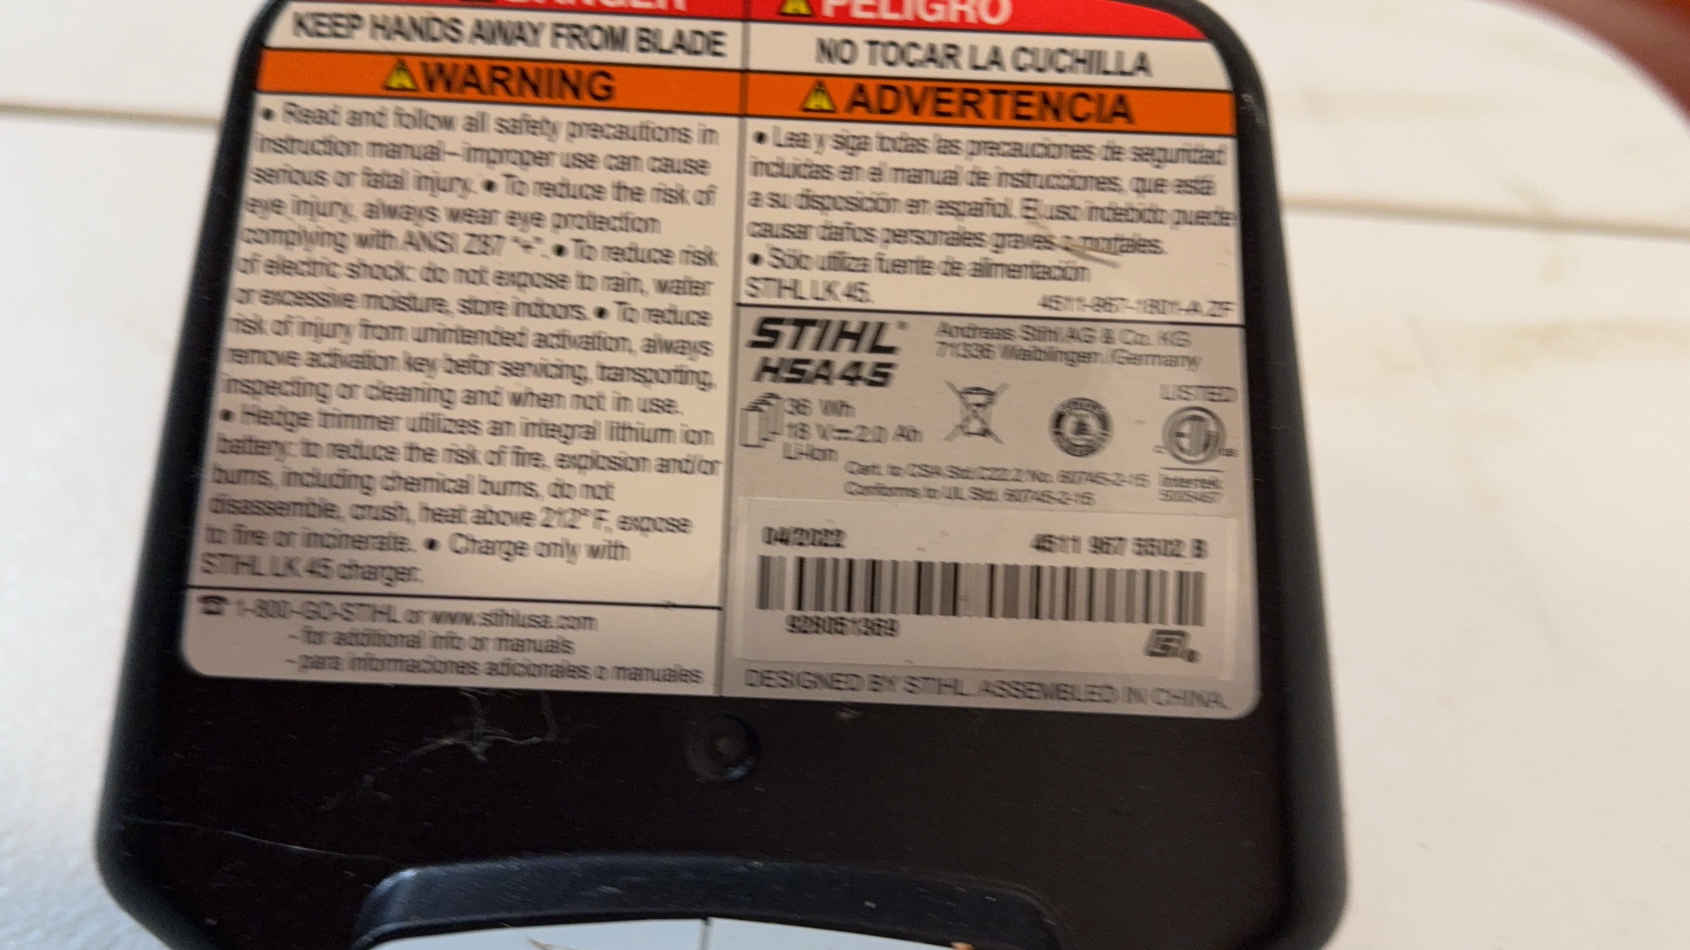 DANGER
KEEP HANDS AWAY FROM BLADE
WARNING
• Read and follow all safety precautions in
instruction manual–improper use can cause
serious or fatal injury. • To reduce the risk of
eye injury, always wear eye protection
complying with ANSI Z87 "+". • To reduce risk
of electric shock: do not expose to rain, water
or excessive moisture, store indoors. • To reduce
risk of injury from unintended activation, always
remove activation key befor servicing, transporting,
inspecting or cleaning and when not in use.
• Hedge trimmer utilizes an integral lithium ion
battery: to reduce the risk of fire, explosion and/or
burns, including chemical burns, do not
disassemble, crush, heat above 212° F, expose
to fire or incinerate. • Charge only with
STIHL LK 45 charger.
1-800-GO-STIHL or www.stihlusa.com
- for additional info or manuals
- para informaciones adicionales o manuales
PELIGRO
NO TOCAR LA CUCHILLA
ADVERTENCIA
• Lea y siga todas las precauciones de seguridad
incluidas en el manual de instrucciones, que está
a su disposición en español. El uso indebido puede
causar daños personales graves o mortales.
• Sólo utiliza fuente de alimentación
STIHL LK 45.
4511-967-1801-A ZF
STIHL®
HSA45
Andreas Stihl AG & Co. KG
71336 Waiblingen/Germany
36 Wh
18 V⎓2.0 Ah
Li-Ion
LISTED
Cert. to CSA Std.C22.2 No. 60745-2-15
Conforms to UL Std. 60745-2-15
Intertek
04/2022
4511 967 5502 B
928051369
DESIGNED BY STIHL. ASSEMBLED IN CHINA.